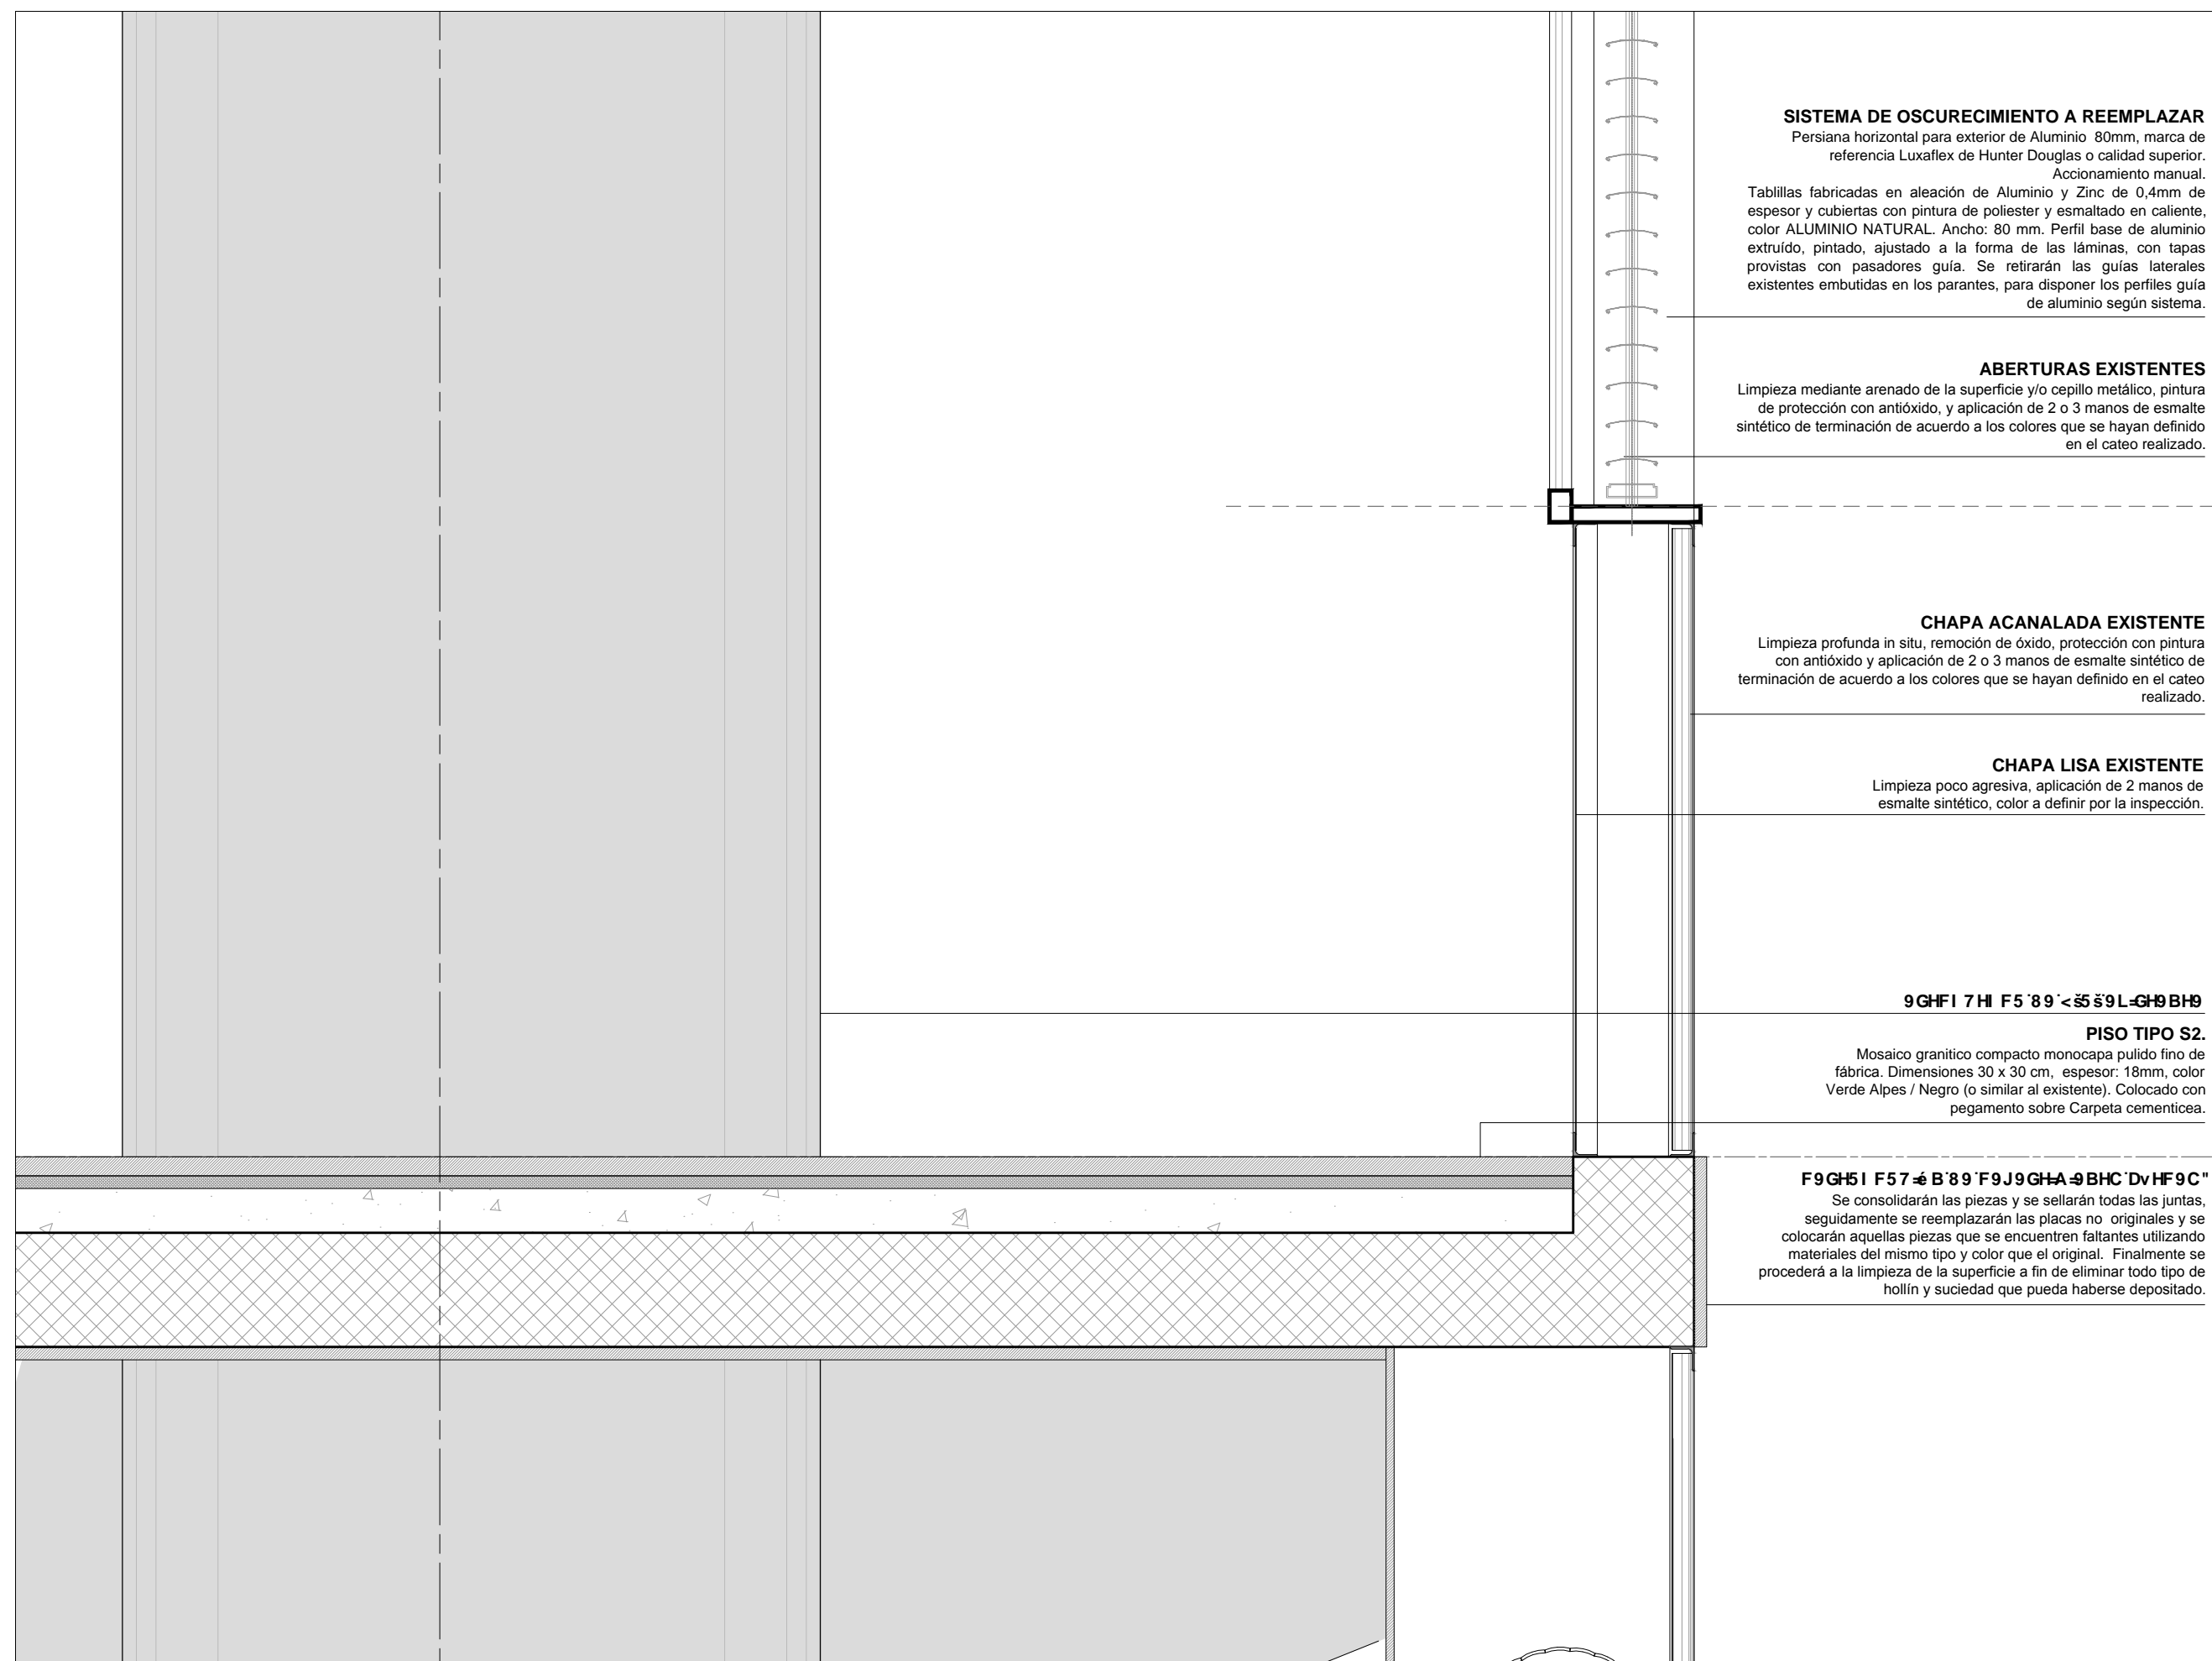 SISTEMA DE OSCURECIMIENTO A REEMPLAZAR
Persiana horizontal para exterior de Aluminio 80mm, marca de
referencia Luxaflex de Hunter Douglas o calidad superior.
Accionamiento manual.
Tablillas fabricadas en aleación de Aluminio y Zinc de 0,4mm de
espesor y cubiertas con pintura de poliester y esmaltado en caliente,
color ALUMINIO NATURAL. Ancho: 80 mm. Perfil base de aluminio
extruído, pintado, ajustado a la forma de las láminas, con tapas
provistas con pasadores guía. Se retirarán las guías laterales
existentes embutidas en los parantes, para disponer los perfiles guía
de aluminio según sistema.
ABERTURAS EXISTENTES
Limpieza mediante arenado de la superficie y/o cepillo metálico, pintura
de protección con antióxido, y aplicación de 2 o 3 manos de esmalte
sintético de terminación de acuerdo a los colores que se hayan definido
en el cateo realizado.
CHAPA ACANALADA EXISTENTE
Limpieza profunda in situ, remoción de óxido, protección con pintura
con antióxido y aplicación de 2 o 3 manos de esmalte sintético de
terminación de acuerdo a los colores que se hayan definido en el cateo
realizado.
CHAPA LISA EXISTENTE
Limpieza poco agresiva, aplicación de 2 manos de
esmalte sintético, color a definir por la inspección.
PISO TIPO S2.
Mosaico granitico compacto monocapa pulido fino de
fábrica. Dimensiones 30 x 30 cm, espesor: 18mm, color
Verde Alpes / Negro (o similar al existente). Colocado con
pegamento sobre Carpeta cementicea.
Se consolidarán las piezas y se sellarán todas las juntas,
seguidamente se reemplazarán las placas no originales y se
colocarán aquellas piezas que se encuentren faltantes utilizando
materiales del mismo tipo y color que el original. Finalmente se
procederá a la limpieza de la superficie a fin de eliminar todo tipo de
hollín y suciedad que pueda haberse depositado.